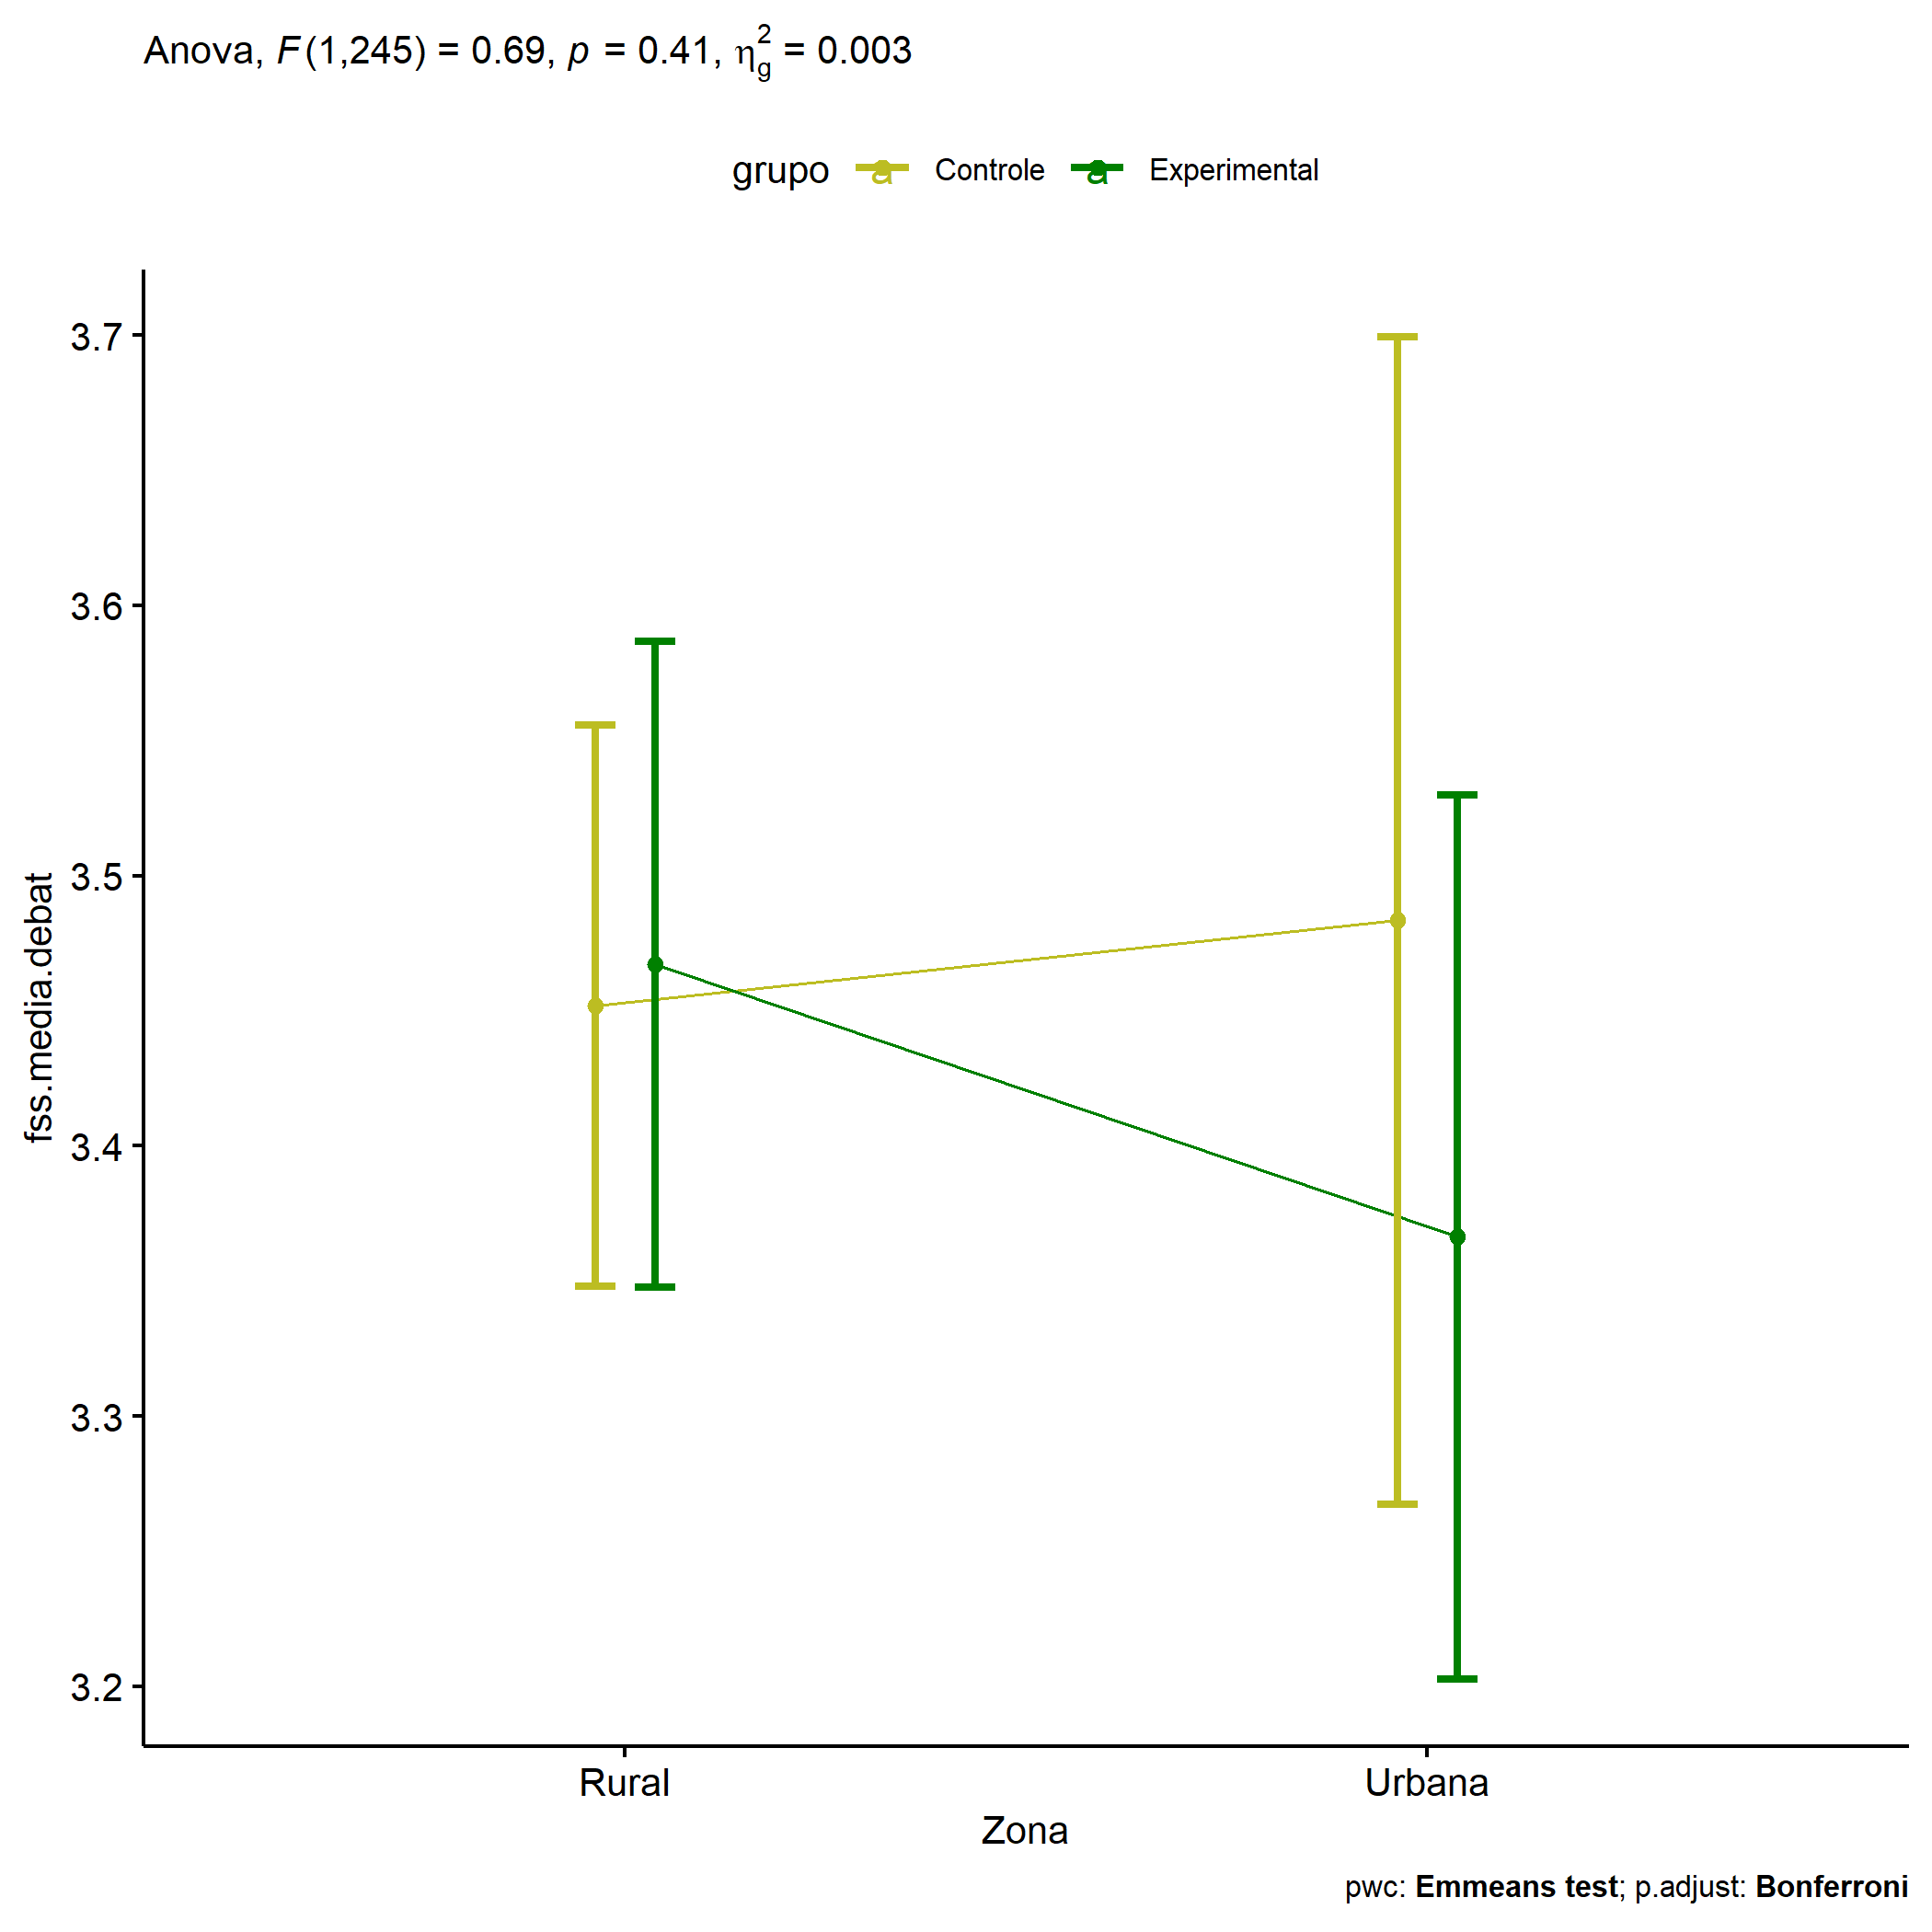 Anova, F(1,245) = 0.69, p = 0.41, η²g = 0.003
grupo a Controle a Experimental
3.7
3.6
3.5
3.4
3.3
3.2
fss.media.debat
Rural Urbana
Zona
pwc: Emmeans test; p.adjust: Bonferroni